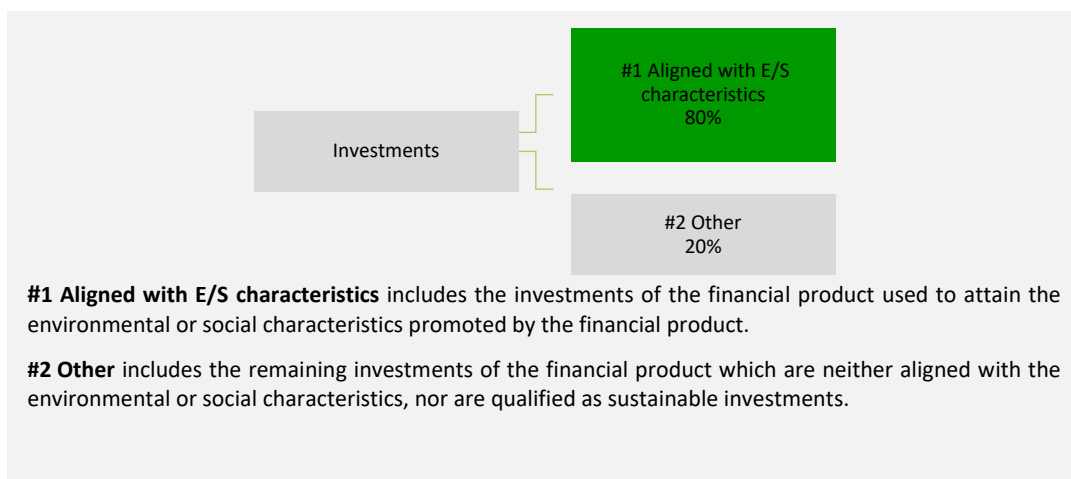 #1 Aligned with E/S
characteristics
80%
Investments
#2 Other
20%
#1 Aligned with E/S characteristics includes the investments of the financial product used to attain the
environmental or social characteristics promoted by the financial product.
#2 Other includes the remaining investments of the financial product which are neither aligned with the
environmental or social characteristics, nor are qualified as sustainable investments.